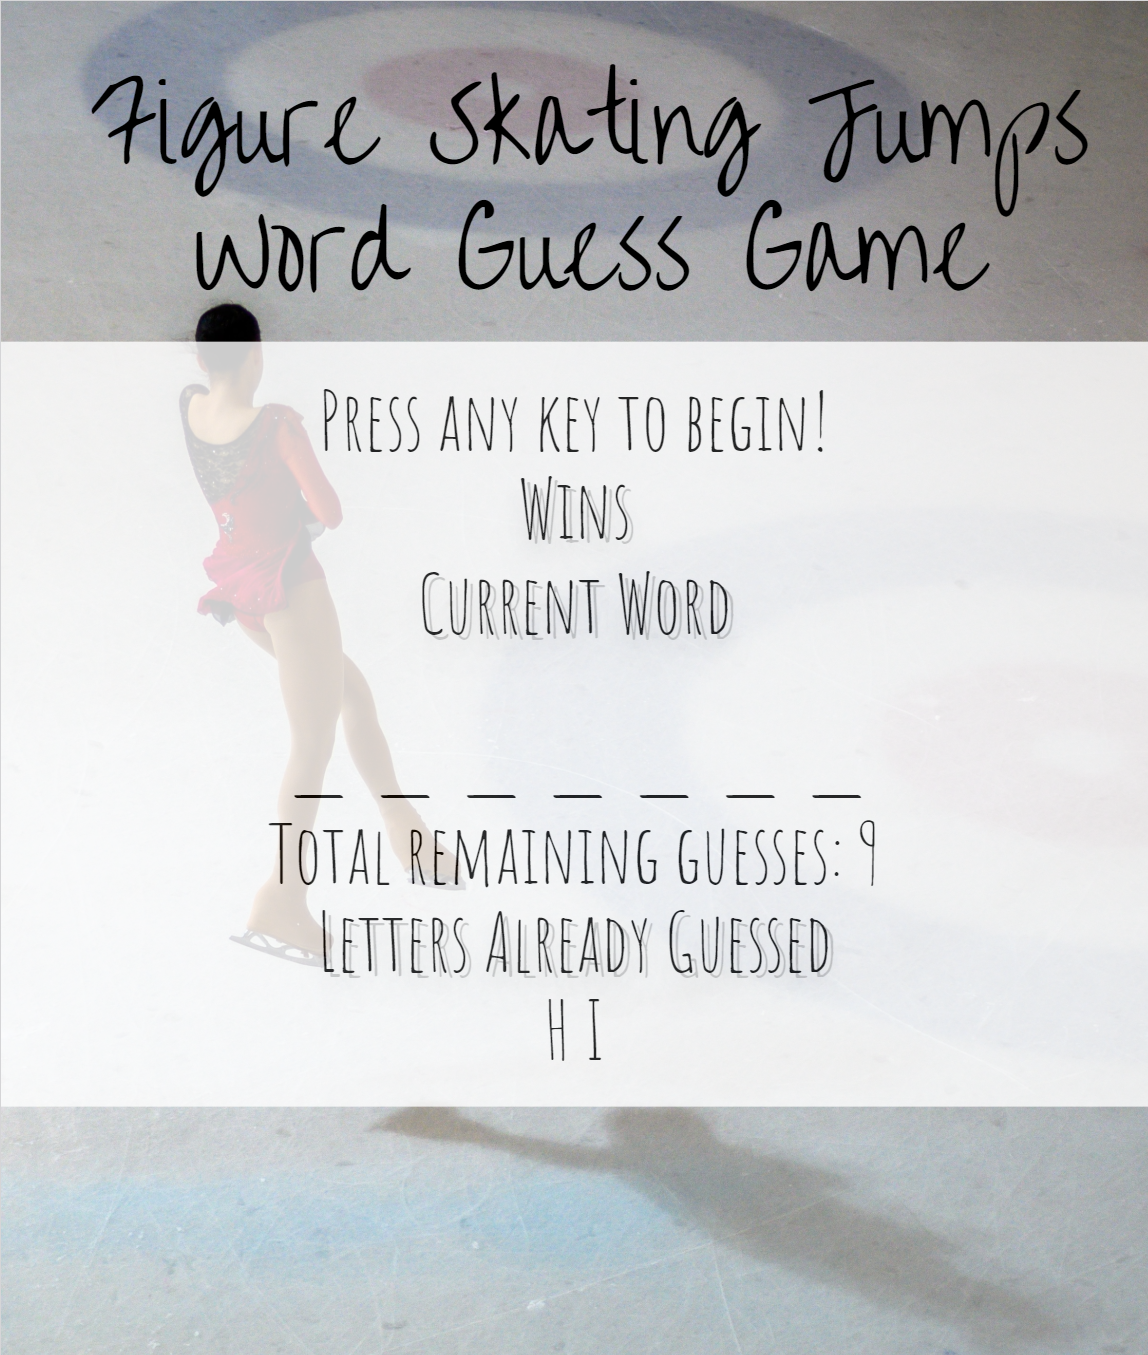 Figure Skating Jumps
Word Guess Game
Press any key to begin!
Wins
Current Word
_ _ _ _ _ _ _
Total remaining guesses: 9
Letters Already Guessed
H I